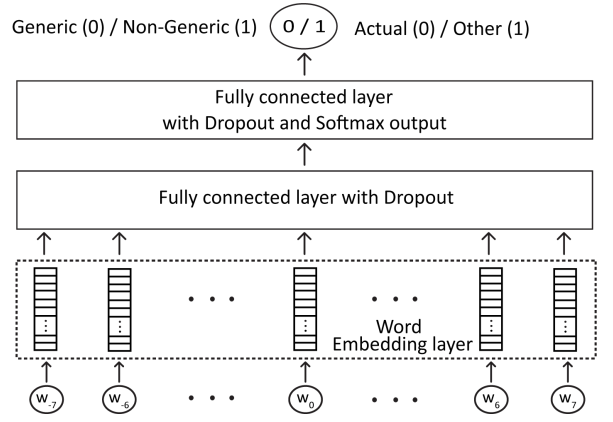 Generic (0) / Non-Generic (1) 0 / 1 Actual (0) / Other (1)
Fully connected layer
with Dropout and Softmax output
Fully connected layer with Dropout
Word
Embedding layer
w-7 w-6 . . . w0 . . . w6 w7